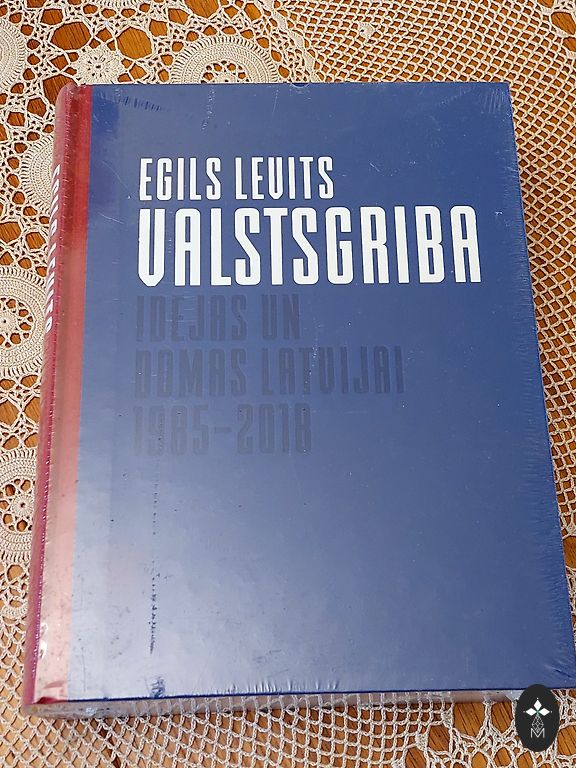 EGILS LEVITS
VALSTSGRIBA
IDEJAS UN
DOMAS LATVIJAI
1985-2018